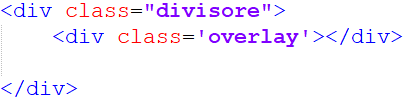 <div class="divisore">
    <div class='overlay'></div>
</div>